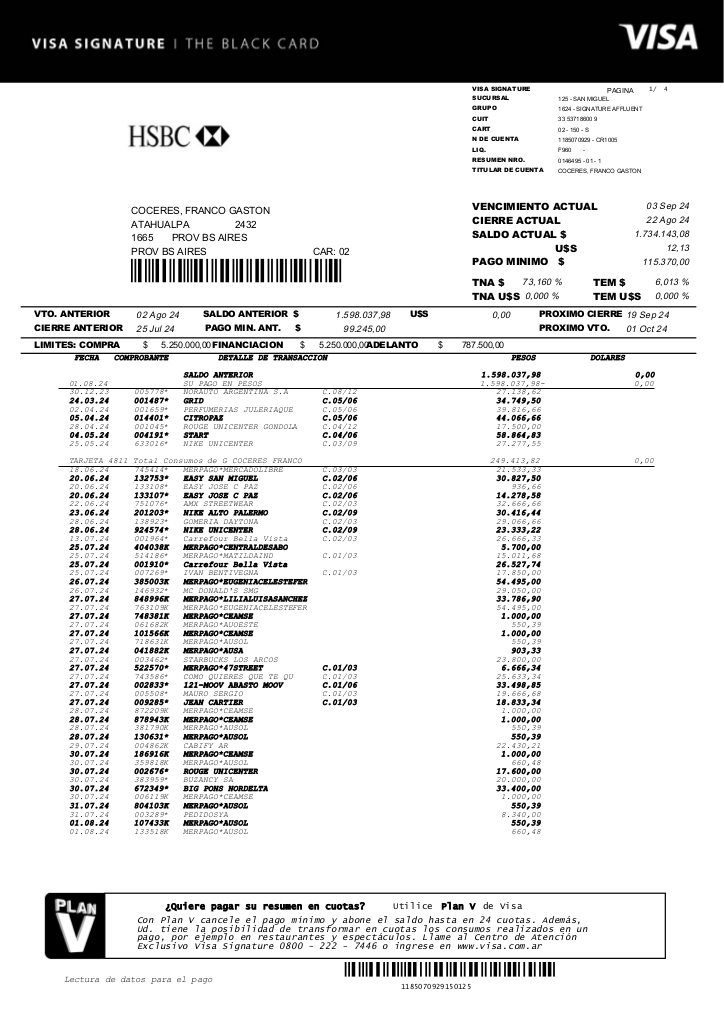 VISA SIGNATURE | THE BLACK CARD
VISA
VISA SIGNATURE PAGINA 1/ 4
SUCURSAL 125 - SAN MIGUEL
GRUPO 1624 - SIGNATURE AFFLUENT
CUIT 33 53718600 9
CART 02 - 150 - S
N DE CUENTA 1185070929 - CR1005
LIQ. F960 -
RESUMEN NRO. 0146495 - 01 - 1
TITULAR DE CUENTA COCERES, FRANCO GASTON
HSBC
COCERES, FRANCO GASTON
ATAHUALPA 2432
1665 PROV BS AIRES
PROV BS AIRES CAR: 02
VENCIMIENTO ACTUAL 03 Sep 24
CIERRE ACTUAL 22 Ago 24
SALDO ACTUAL $ 1.734.143,08
U$S 12,13
PAGO MINIMO $ 115.370,00
TNA $ 73,160 % TEM $ 6,013 %
TNA U$S 0,000 % TEM U$S 0,000 %
VTO. ANTERIOR 02 Ago 24 SALDO ANTERIOR $ 1.598.037,98 U$S 0,00 PROXIMO CIERRE 19 Sep 24
CIERRE ANTERIOR 25 Jul 24 PAGO MIN. ANT. $ 99.245,00 PROXIMO VTO. 01 Oct 24
LIMITES: COMPRA $ 5.250.000,00 FINANCIACION $ 5.250.000,00 ADELANTO $ 787.500,00
FECHA COMPROBANTE DETALLE DE TRANSACCION PESOS DOLARES
SALDO ANTERIOR 1.598.037,98 0,00
01.08.24 SU PAGO EN PESOS 1.598.037,98- 0,00
30.12.23 005778* NORAUTO ARGENTINA S.A C.08/12 27.138,62
24.03.24 001487* GRID C.05/06 34.749,50
02.04.24 001659* PERFUMERIAS JULERIAQUE C.05/06 39.816,66
05.04.24 014401* CITROPAZ C.05/06 44.066,66
28.04.24 001045* ROUGE UNICENTER GONDOLA C.04/12 17.500,00
04.05.24 004191* START C.04/06 58.864,83
25.05.24 633016* NIKE UNICENTER C.03/09 27.277,55
TARJETA 4811 Total Consumos de G COCERES FRANCO 249.413,82 0,00
18.06.24 745414* MERPAGO*MERCADOLIBRE C.03/03 21.533,33
20.06.24 132753* EASY SAN MIGUEL C.02/06 30.827,50
20.06.24 133108* EASY JOSE C PAZ C.02/06 936,66
20.06.24 133107* EASY JOSE C PAZ C.02/06 14.278,58
22.06.24 751076* AMX STREETWEAR C.02/03 32.666,66
23.06.24 201203* NIKE ALTO PALERMO C.02/09 30.416,44
28.06.24 138923* GOMERIA DAYTONA C.02/03 29.066,66
28.06.24 924574* NIKE UNICENTER C.02/09 23.333,22
13.07.24 001964* Carrefour Bella Vista C.02/03 26.666,33
25.07.24 404038K MERPAGO*CENTRALDESABO 5.700,00
25.07.24 514186* MERPAGO*MATILDAIND C.01/03 15.011,68
25.07.24 001910* Carrefour Bella Vista 26.527,74
25.07.24 007269* IVAN BENTIVEGNA C.01/03 17.850,00
26.07.24 385003K MERPAGO*EUGENIACELESTEFER 54.495,00
26.07.24 146932* MC DONALD'S SMG 29.050,00
27.07.24 848996K MERPAGO*LILIALUISASANCHEZ 33.786,90
27.07.24 763109K MERPAGO*EUGENIACELESTEFER 54.495,00
27.07.24 748381K MERPAGO*CEAMSE 1.000,00
27.07.24 061682K MERPAGO*AUOESTE 550,39
27.07.24 101566K MERPAGO*CEAMSE 1.000,00
27.07.24 718631K MERPAGO*AUSOL 550,39
27.07.24 041882K MERPAGO*AUSA 903,33
27.07.24 003462* STARBUCKS LOS ARCOS 23.800,00
27.07.24 522570* MERPAGO*47STREET C.01/03 6.666,34
27.07.24 743586* COMO QUIERES QUE TE QU C.01/03 25.633,34
27.07.24 002833* 121-MOOV ABASTO MOOV C.01/06 33.498,85
27.07.24 005508* MAURO SERGIO C.01/03 19.666,68
27.07.24 009285* JEAN CARTIER C.01/03 18.833,34
28.07.24 872209K MERPAGO*CEAMSE 1.000,00
28.07.24 878943K MERPAGO*CEAMSE 1.000,00
28.07.24 381790K MERPAGO*AUSOL 550,39
28.07.24 130631* MERPAGO*AUSOL 550,39
29.07.24 004862K CABIFY AR 22.430,21
30.07.24 186916K MERPAGO*CEAMSE 1.000,00
30.07.24 359818K MERPAGO*AUSOL 660,48
30.07.24 002676* ROUGE UNICENTER 17.600,00
30.07.24 383959* BUZANCY SA 20.000,00
30.07.24 672349* BIG PONS NORDELTA 33.400,00
30.07.24 006119K MERPAGO*CEAMSE 1.000,00
31.07.24 804103K MERPAGO*AUSOL 550,39
31.07.24 003289* PEDIDOSYA 8.340,00
01.08.24 107433K MERPAGO*AUSOL 550,39
01.08.24 133518K MERPAGO*AUSOL 660,48
PLAN V
¿Quiere pagar su resumen en cuotas? Utilice Plan V de Visa
Con Plan V cancele el pago mínimo y abone el saldo hasta en 24 cuotas. Además,
Ud. tiene la posibilidad de transformar en cuotas los consumos realizados en un
pago, por ejemplo en restaurantes y espectáculos. Llame al Centro de Atención
Exclusivo Visa Signature 0800 - 222 - 7446 o ingrese en www.visa.com.ar
Lectura de datos para el pago
1185070929150125